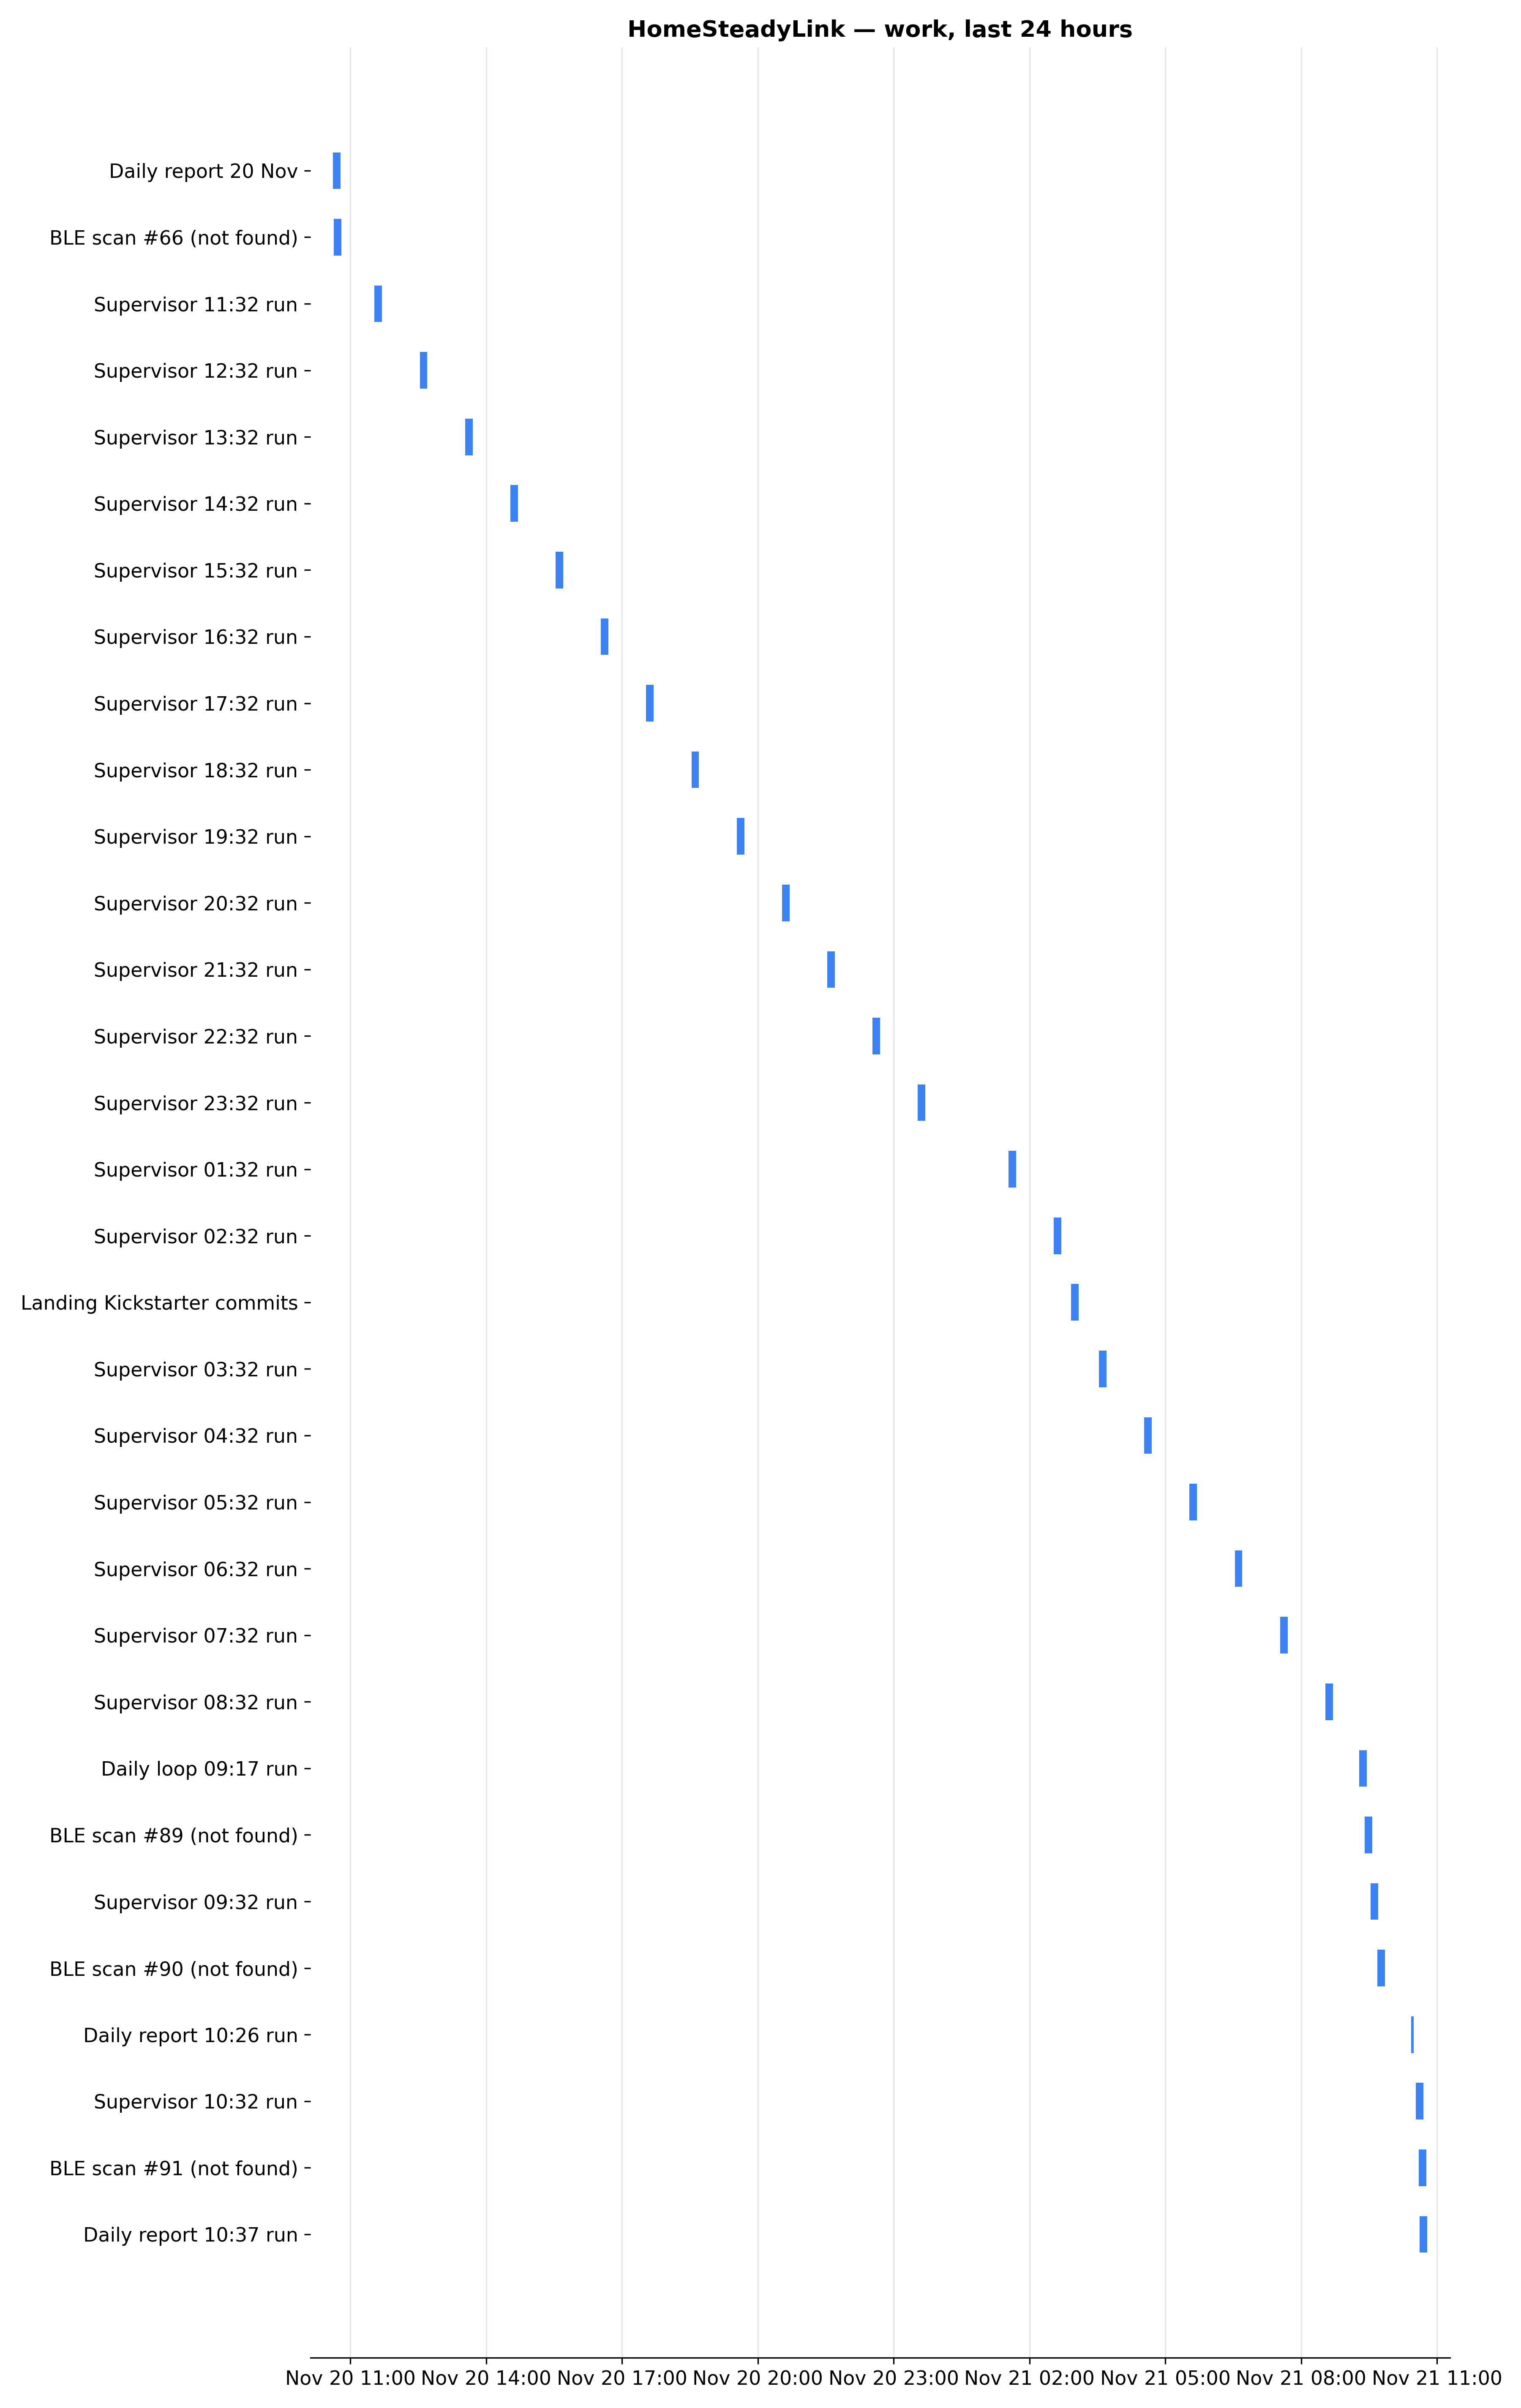 HomeSteadyLink — work, last 24 hours
Daily report 20 Nov
BLE scan #66 (not found)
Supervisor 11:32 run
Supervisor 12:32 run
Supervisor 13:32 run
Supervisor 14:32 run
Supervisor 15:32 run
Supervisor 16:32 run
Supervisor 17:32 run
Supervisor 18:32 run
Supervisor 19:32 run
Supervisor 20:32 run
Supervisor 21:32 run
Supervisor 22:32 run
Supervisor 23:32 run
Supervisor 01:32 run
Supervisor 02:32 run
Landing Kickstarter commits
Supervisor 03:32 run
Supervisor 04:32 run
Supervisor 05:32 run
Supervisor 06:32 run
Supervisor 07:32 run
Supervisor 08:32 run
Daily loop 09:17 run
BLE scan #89 (not found)
Supervisor 09:32 run
BLE scan #90 (not found)
Daily report 10:26 run
Supervisor 10:32 run
BLE scan #91 (not found)
Daily report 10:37 run
Nov 20 11:00 Nov 20 14:00 Nov 20 17:00 Nov 20 20:00 Nov 20 23:00 Nov 21 02:00 Nov 21 05:00 Nov 21 08:00 Nov 21 11:00